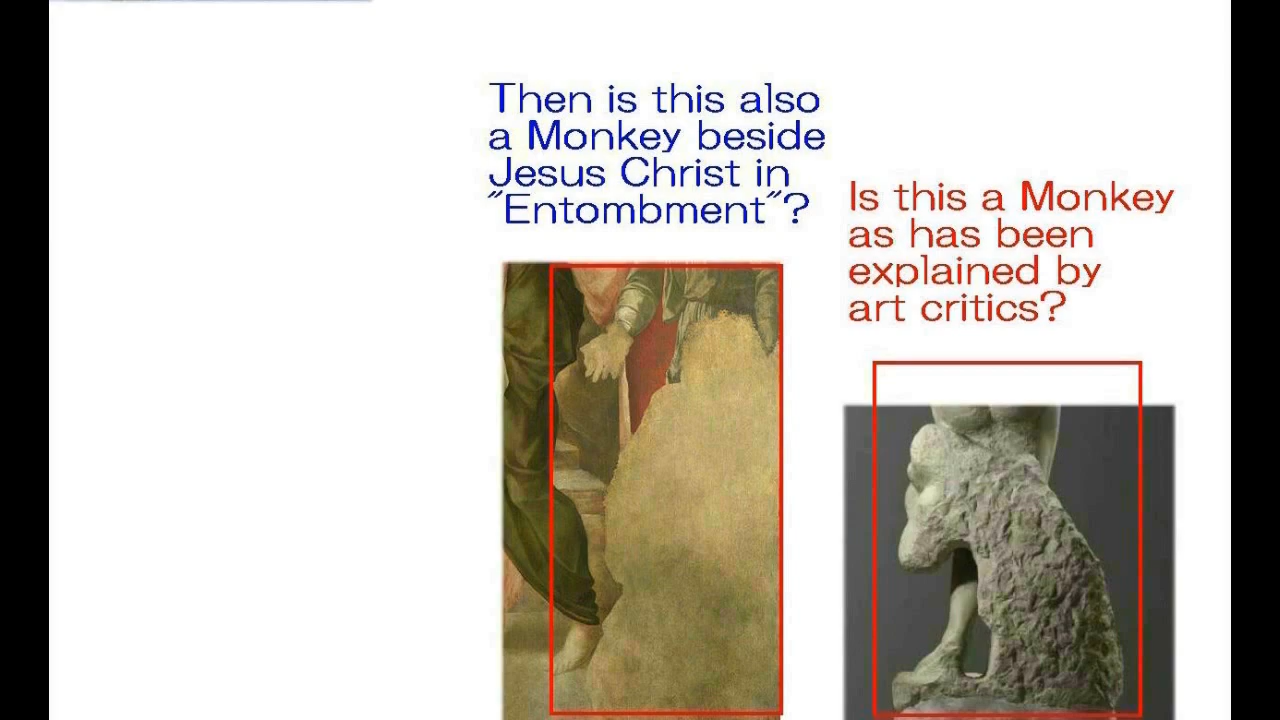 Then is this also
a Monkey beside
Jesus Christ in
"Entombment"?
Is this a Monkey
as has been
explained by
art critics?